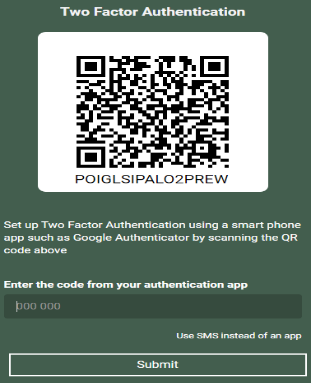 Two Factor Authentication
POIGLSIPALO2PREW
Set up Two Factor Authentication using a smart phone
app such as Google Authenticator by scanning the QR
code above
Enter the code from your authentication app
000 000
Use SMS instead of an app
Submit